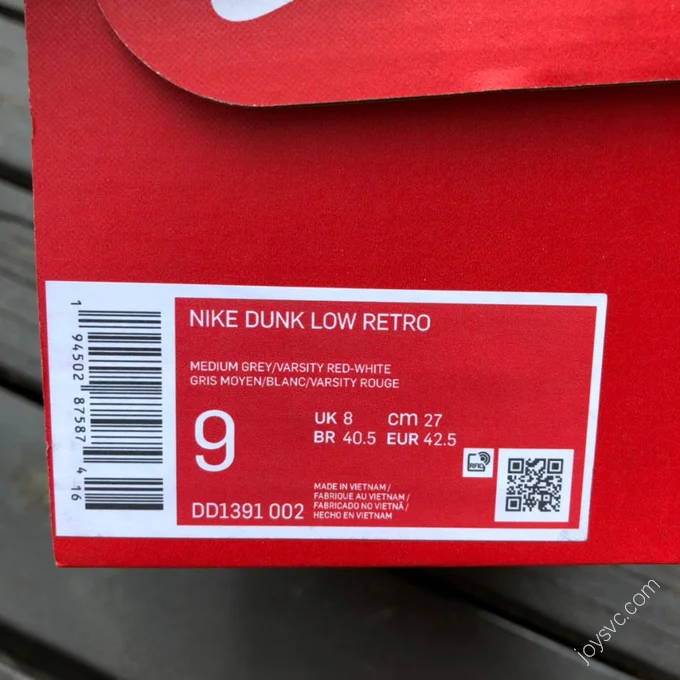 NIKE DUNK LOW RETRO
MEDIUM GREY/VARSITY RED-WHITE
GRIS MOYEN/BLANC/VARSITY ROUGE
9
UK 8 cm 27
BR 40.5 EUR 42.5
RFID
DD1391 002
MADE IN VIETNAM /
FABRIQUE AU VIETNAM /
FABRICADO NO VIETNÃ /
HECHO EN VIETNAM
1 94502 87587 4 16
joysvc.com